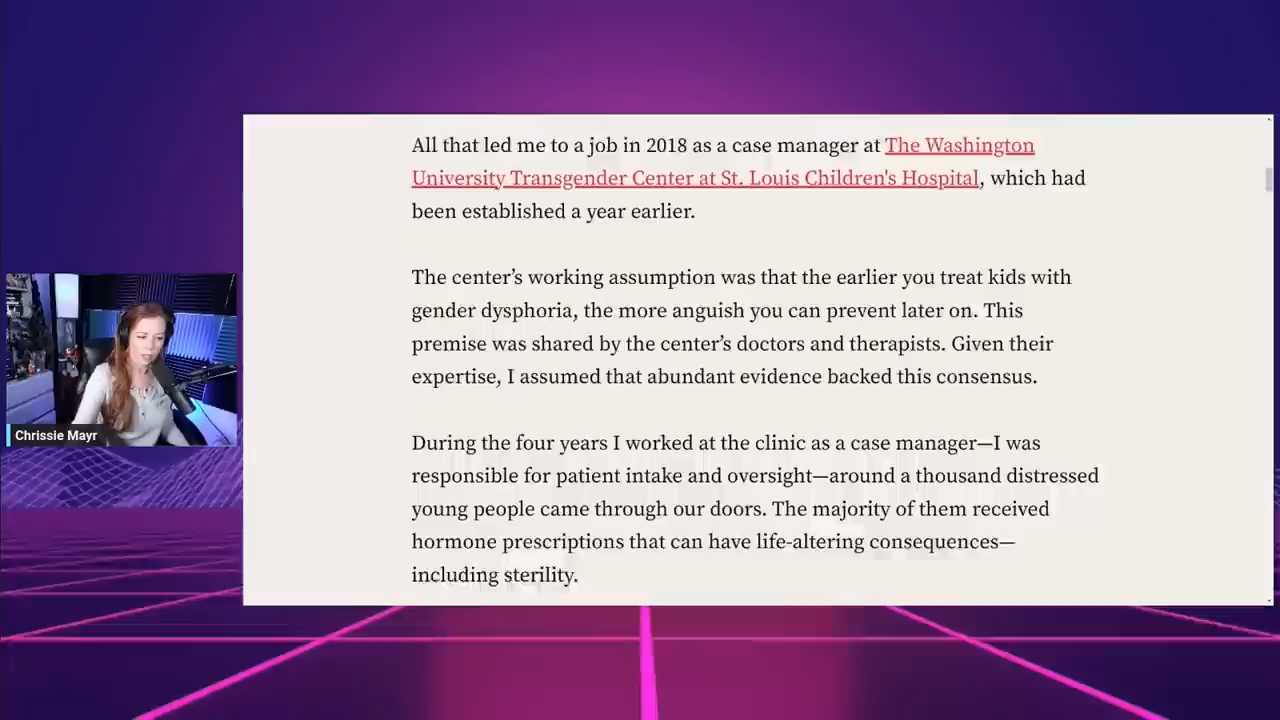 All that led me to a job in 2018 as a case manager at The Washington
University Transgender Center at St. Louis Children's Hospital, which had
been established a year earlier.
The center’s working assumption was that the earlier you treat kids with
gender dysphoria, the more anguish you can prevent later on. This
premise was shared by the center’s doctors and therapists. Given their
expertise, I assumed that abundant evidence backed this consensus.
During the four years I worked at the clinic as a case manager—I was
responsible for patient intake and oversight—around a thousand distressed
young people came through our doors. The majority of them received
hormone prescriptions that can have life-altering consequences—
including sterility.
Chrissie Mayr